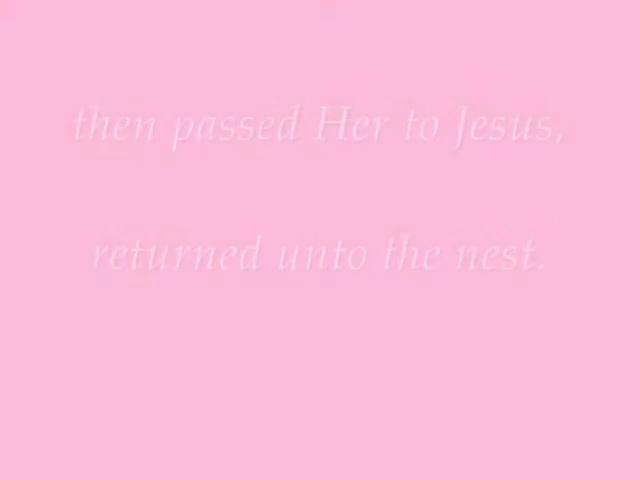 then passed Her to Jesus,
returned unto the nest.